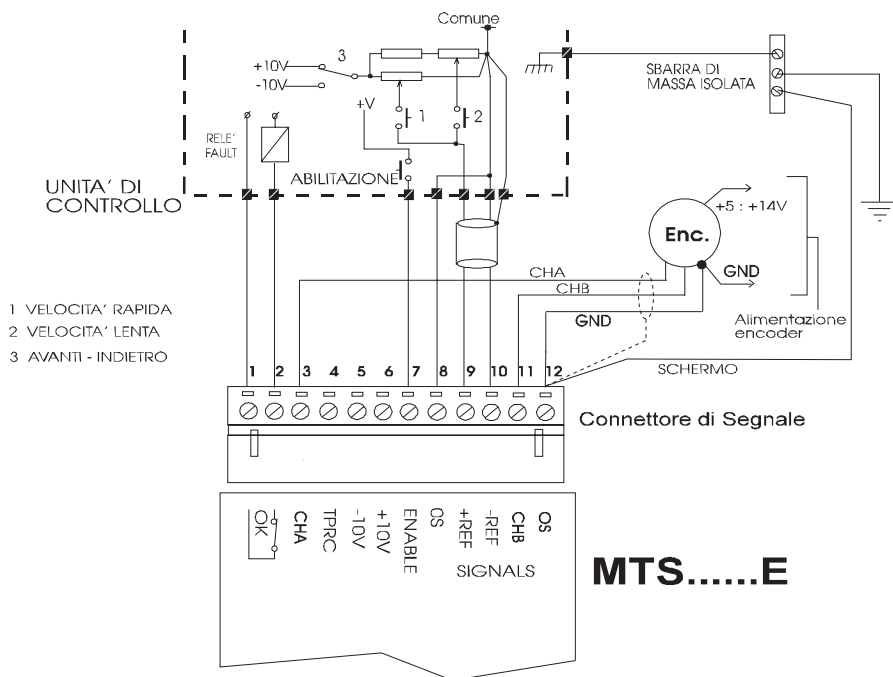 Comune
+10V
3
-10V
SBARRA DI
MASSA ISOLATA
+V
1
2
RELE' FAULT
ABILITAZIONE
UNITA' DI
CONTROLLO
+5 : +14V
Enc.
GND
CHA
CHB
GND
Alimentazione
encoder
1 VELOCITA' RAPIDA
2 VELOCITA' LENTA
3 AVANTI - INDIETRO
SCHERMO
1 2 3 4 5 6 7 8 9 10 11 12
Connettore di Segnale
OK
CHA
TPRC
-10V
+10V
ENABLE
OS
+REF
-REF
CHB
OS
SIGNALS
MTS......E